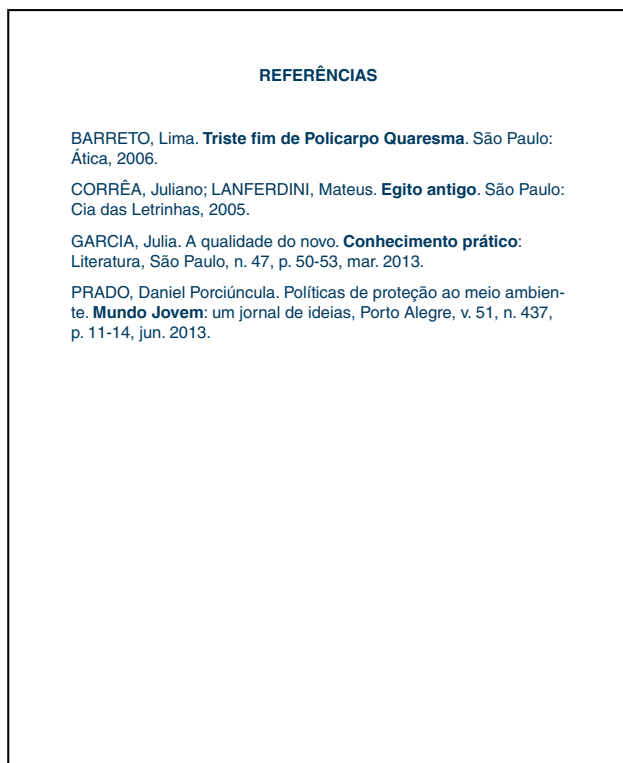 REFERÊNCIAS
BARRETO, Lima. Triste fim de Policarpo Quaresma. São Paulo:
Ática, 2006.
CORRÊA, Juliano; LANFERDINI, Mateus. Egito antigo. São Paulo:
Cia das Letrinhas, 2005.
GARCIA, Julia. A qualidade do novo. Conhecimento prático:
Literatura, São Paulo, n. 47, p. 50-53, mar. 2013.
PRADO, Daniel Porciúncula. Políticas de proteção ao meio ambien-
te. Mundo Jovem: um jornal de ideias, Porto Alegre, v. 51, n. 437,
p. 11-14, jun. 2013.